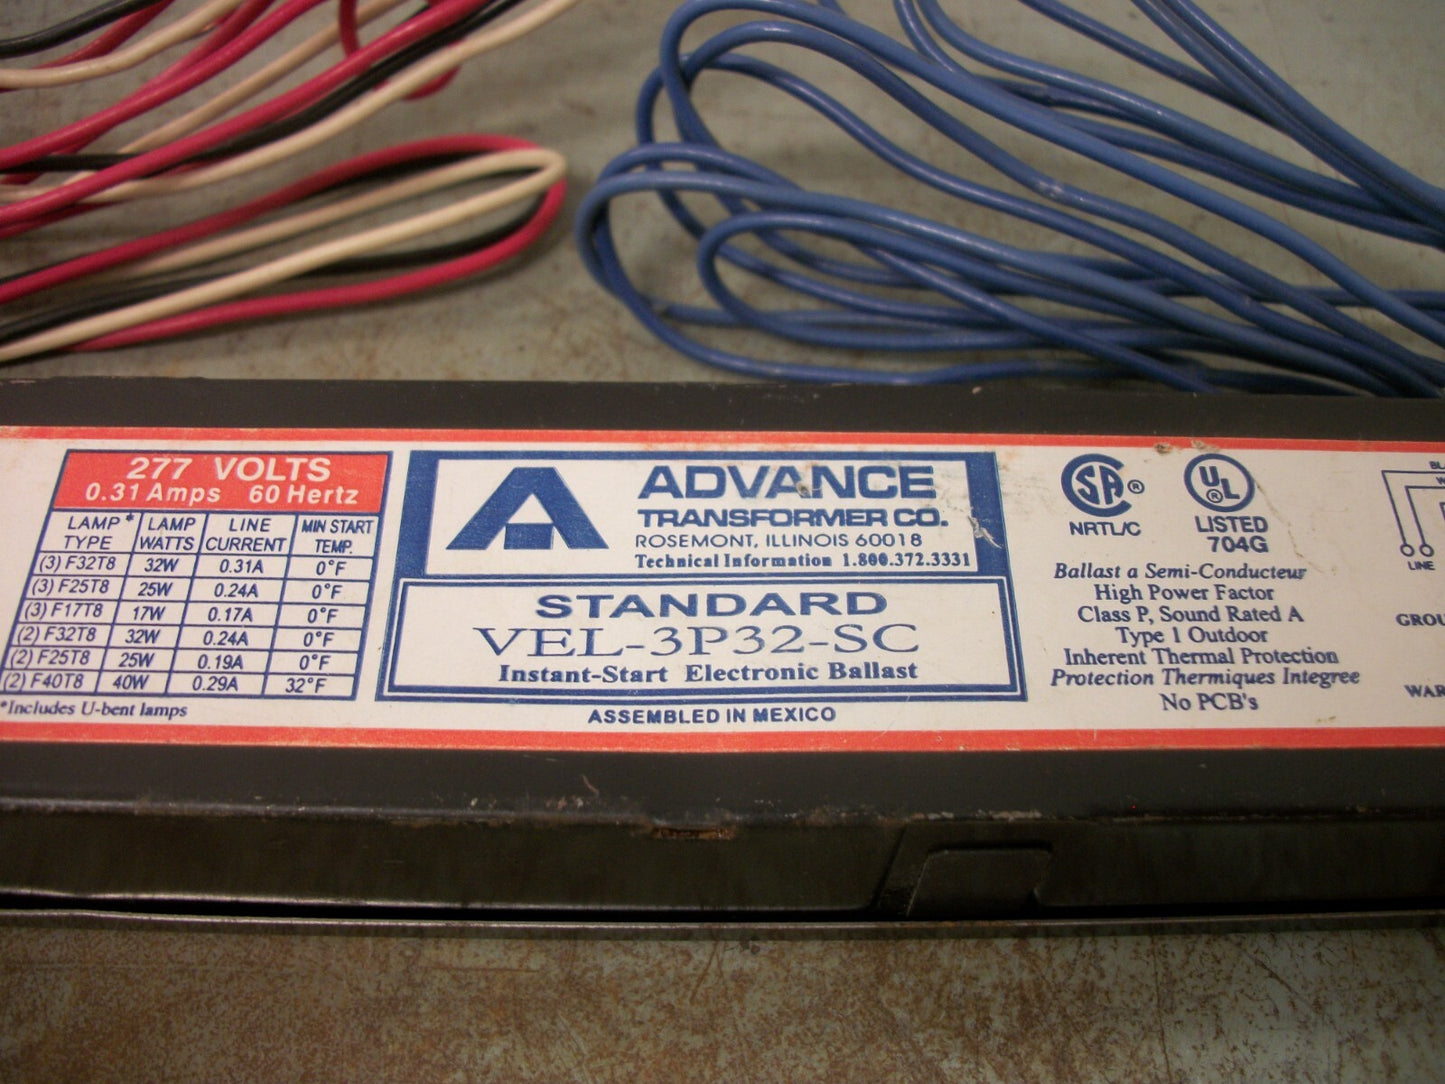 277 VOLTS
0.31 Amps 60 Hertz
LAMP * TYPE LAMP WATTS LINE CURRENT MIN START TEMP.
(3) F32T8 32W 0.31A 0°F
(3) F25T8 25W 0.24A 0°F
(3) F17T8 17W 0.17A 0°F
(2) F32T8 32W 0.24A 0°F
(2) F25T8 25W 0.19A 0°F
(2) F40T8 40W 0.29A 32°F
*Includes U-bent lamps
ADVANCE
TRANSFORMER CO.
ROSEMONT, ILLINOIS 60018
Technical Information 1.800.372.3331
STANDARD
VEL-3P32-SC
Instant-Start Electronic Ballast
ASSEMBLED IN MEXICO
SA ®
NRTL/C
UL ®
LISTED
704G
Ballast a Semi-Conducteur
High Power Factor
Class P, Sound Rated A
Type 1 Outdoor
Inherent Thermal Protection
Protection Thermiques Integree
No PCB's
LINE